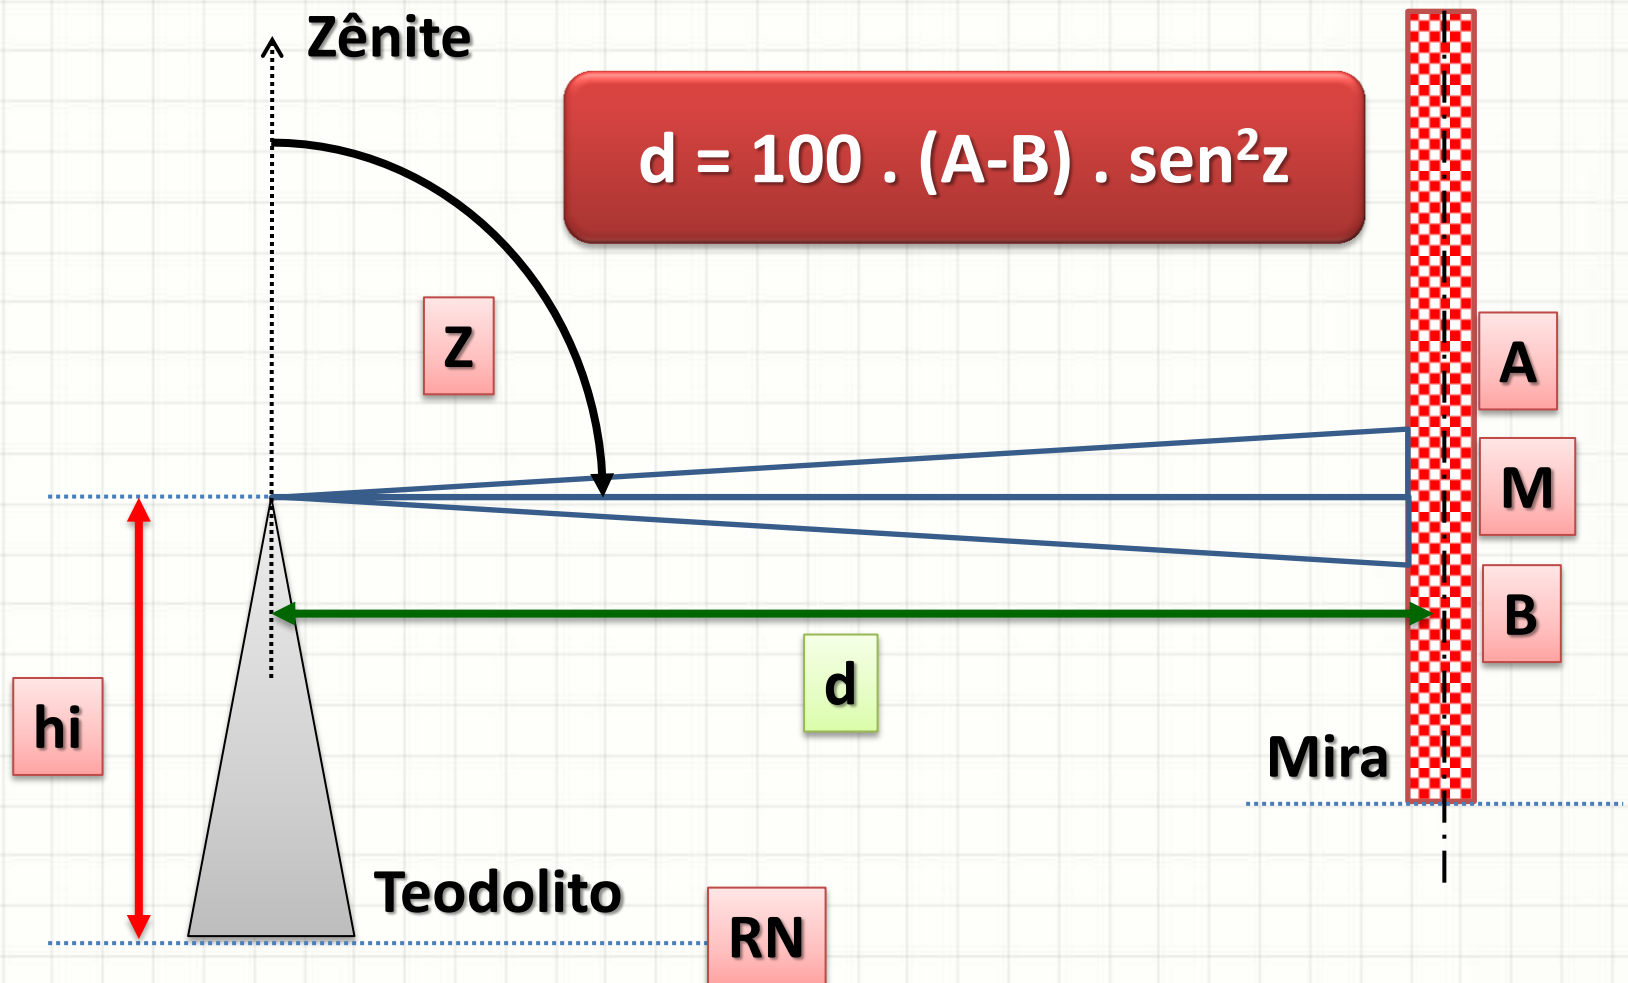 Zênite
d = 100 . (A-B) . sen²z
Z
A
M
B
d
hi
Mira
Teodolito
RN